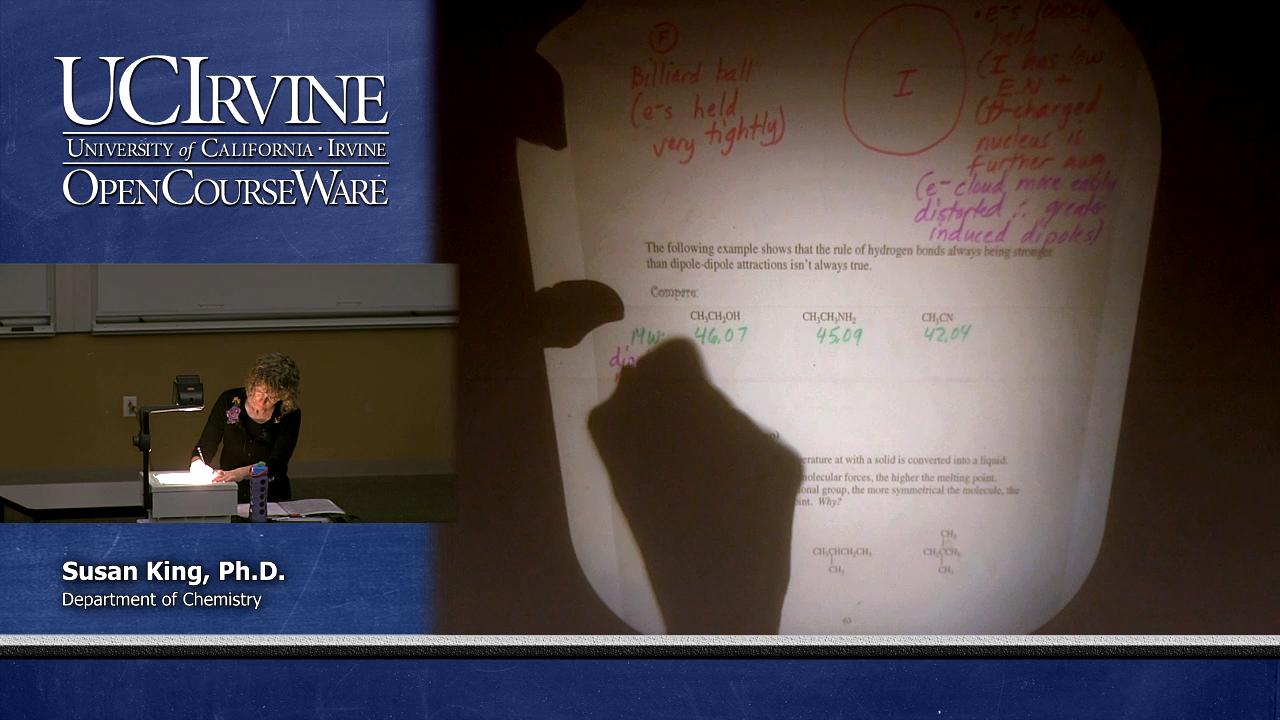 UCIRVINE
UNIVERSITY of CALIFORNIA · IRVINE
OPENCOURSEWARE
Susan King, Ph.D.
Department of Chemistry
F
Billiard ball
(e-s held
very tightly)
I
• e-s loosely
held
(I has low
E.N +
⊕-charged
nucleus is
further away
(e- cloud more easily
distorted ∴ greater
induced dipoles)
The following example shows that the rule of hydrogen bonds always being stronger
than dipole-dipole attractions isn't always true.
Compare:
CH₃CH₂OH CH₃CH₂NH₂ CH₃CN
MW: 46.07 45.09 42.04
erature at with a solid is converted into a liquid.
molecular forces, the higher the melting point.
onal group, the more symmetrical the molecule, the
int. Why?
CH₃
CH₃CHCH₂CH₃ CH₃CCH₃
CH₃ CH₃
63